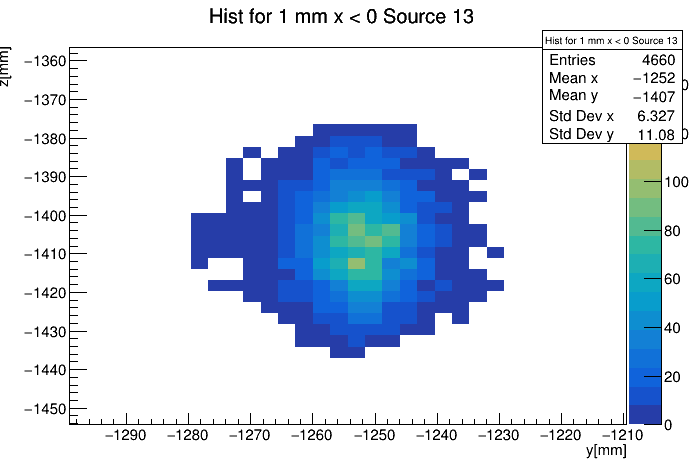 Hist for 1 mm x < 0 Source 13
z[mm]
Hist for 1 mm x < 0 Source 13
Entries 4660
Mean x −1252
Mean y −1407
Std Dev x 6.327
Std Dev y 11.08
−1360
−1370
−1380
−1390
−1400
−1410
−1420
−1430
−1440
−1450
0
0
100
80
60
40
20
0
−1290 −1280 −1270 −1260 −1250 −1240 −1230 −1220 −1210
y[mm]